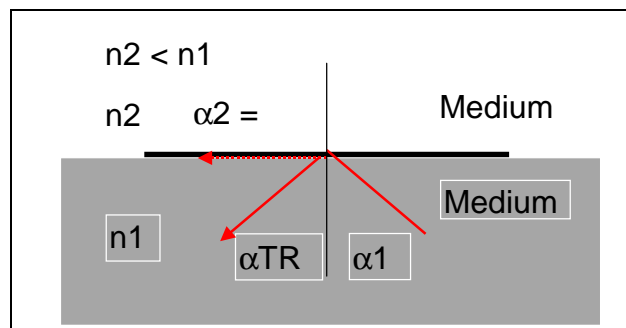 n2 < n1
n2 α2 = Medium
Medium
n1 αTR α1